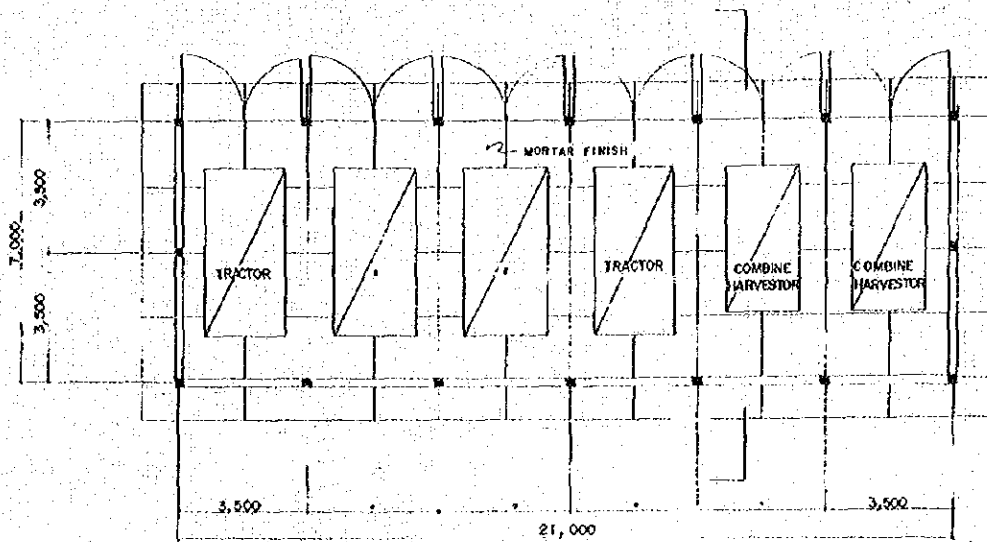 MORTAR FINISH
7,000
3,500
3,500
TRACTOR
TRACTOR
COMBINE
HARVESTOR
COMBINE
HARVESTOR
3,500
3,500
21,000